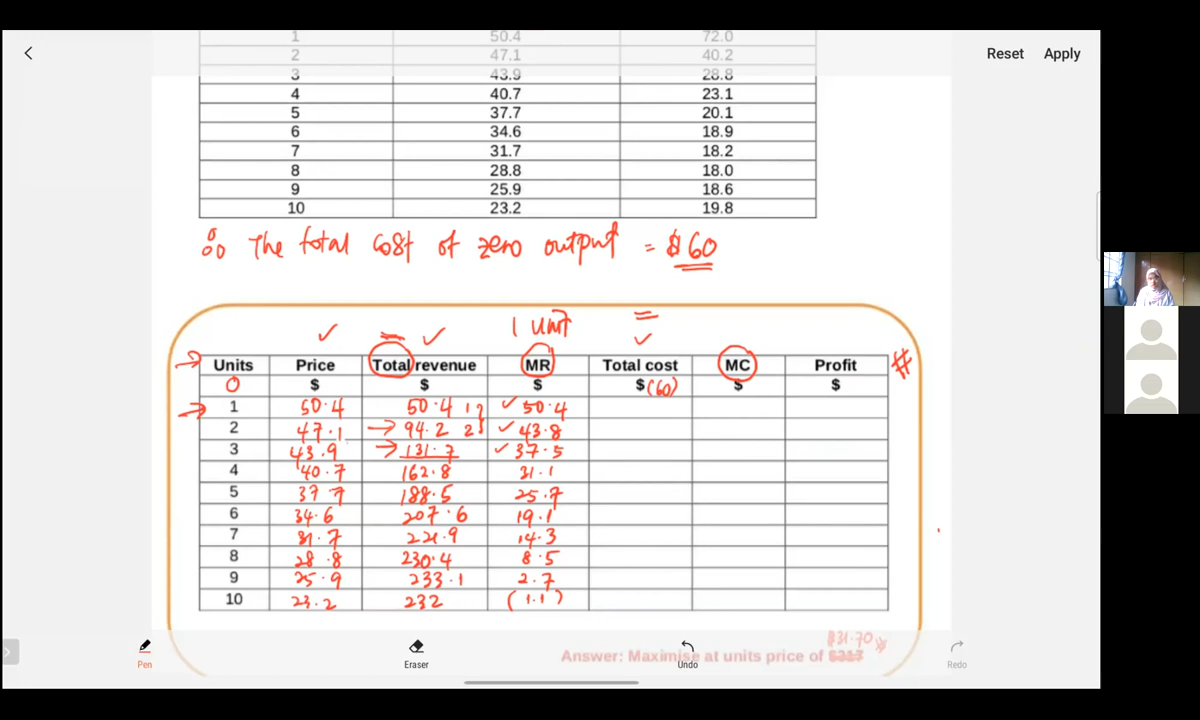 Reset Apply
1 50.4 72.0
2 47.1 40.2
3 43.9 28.8
4 40.7 23.1
5 37.7 20.1
6 34.6 18.9
7 31.7 18.2
8 28.8 18.0
9 25.9 18.6
10 23.2 19.8
∴ The total cost of zero output = $60
1 unit
Units Price Total revenue MR Total cost MC Profit #
0 $ $ $ $(60) $ $
1 50.4 50.4 1 50.4
2 47.1 94.2 2 43.8
3 43.9 131.7 37.5
4 40.7 162.8 31.1
5 37.7 188.5 25.7
6 34.6 207.6 19.1
7 31.7 221.9 14.3
8 28.8 230.4 8.5
9 25.9 233.1 2.7
10 23.2 232 (1.1)
$31.70
Answer: Maximise at units price of $217
Pen Eraser Undo Redo